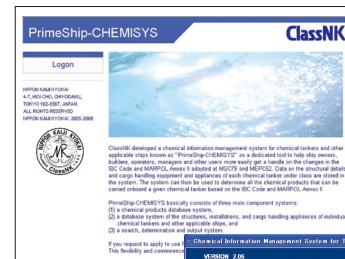 PrimeShip-CHEMISYS
ClassNK
Logon
NIPPON KAIJI KYOKAI
4-7, KIOI-CHO, CHIYODA-KU,
TOKYO 102-8567, JAPAN
ALL RIGHTS RESERVED
NIPPON KAIJI KYOKAI, 2005-2009
ClassNK developed a chemical information management system for chemical tankers and other
applicable ships known as "PrimeShip-CHEMISYS" as a dedicated tool to help ship owners,
builders, operators, managers and other users more easily get a handle on the changes in the
IBC Code and MARPOL Annex II adopted at MSC79 and MEPC52. Data on the structural details
and cargo handling equipment and appliances of each chemical tanker under class are stored in
the system. The system can then be used to determine all the chemical products that can be
carried onboard a given chemical tanker based on the IBC Code and MARPOL Annex II
PrimeShip-CHEMISYS basically consists of three main component systems:
(1) a chemical products database system,
(2) a database system of the structures, installations, and cargo handling appliances of individua
chemical tankers and other applicable ships, and
(3) a search, determination and output system.
If you request to apply to use
This flexibility and convenience
Chemical Information Management System for T
VERSION 2.06